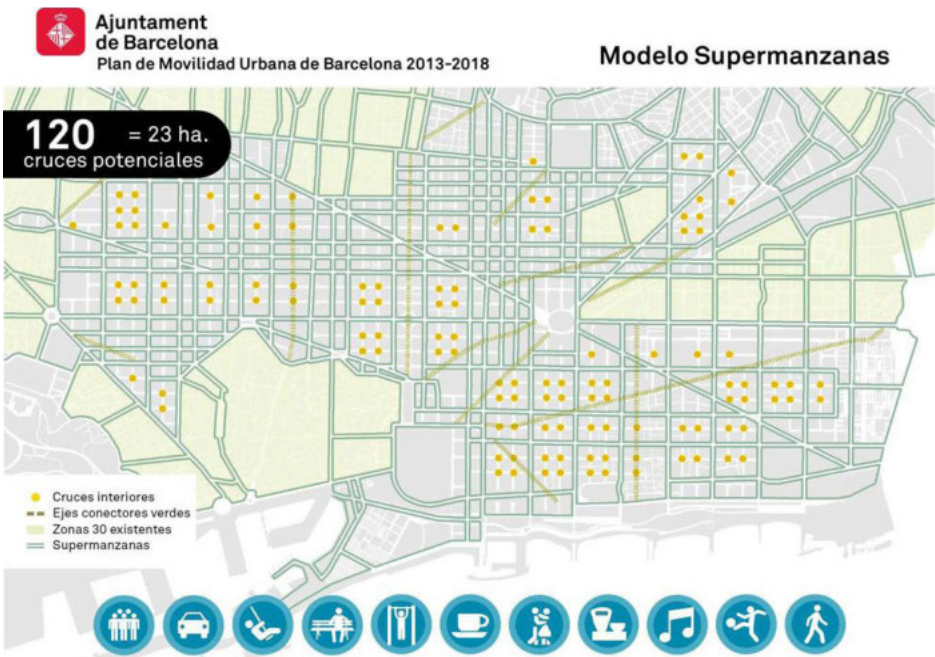 Ajuntament
de Barcelona
Plan de Movilidad Urbana de Barcelona 2013-2018
Modelo Supermanzanas
120 = 23 ha.
cruces potenciales
Cruces interiores
Ejes conectores verdes
Zonas 30 existentes
Supermanzanas